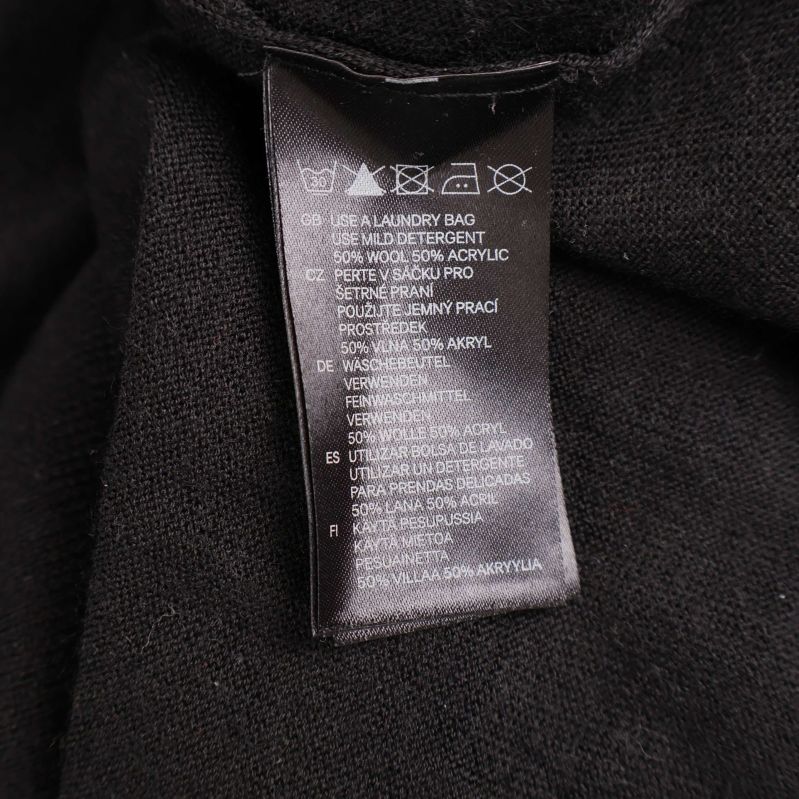 30
GB USE A LAUNDRY BAG
USE MILD DETERGENT
50% WOOL 50% ACRYLIC
CZ PERTE V SÁČKU PRO
ŠETRNÉ PRANÍ
POUŽIJTE JEMNÝ PRACÍ
PROSTŘEDEK
50% VLNA 50% AKRYL
DE WÄSCHEBEUTEL
VERWENDEN
FEINWASCHMITTEL
VERWENDEN
50% WOLLE 50% ACRYL
ES UTILIZAR BOLSA DE LAVADO
UTILIZAR UN DETERGENTE
PARA PRENDAS DELICADAS
50% LANA 50% ACRIL
FI KÄYTÄ PESUPUSSIA
KÄYTÄ MIETOA
PESUAINETTA
50% VILLAA 50% AKRYYLIA